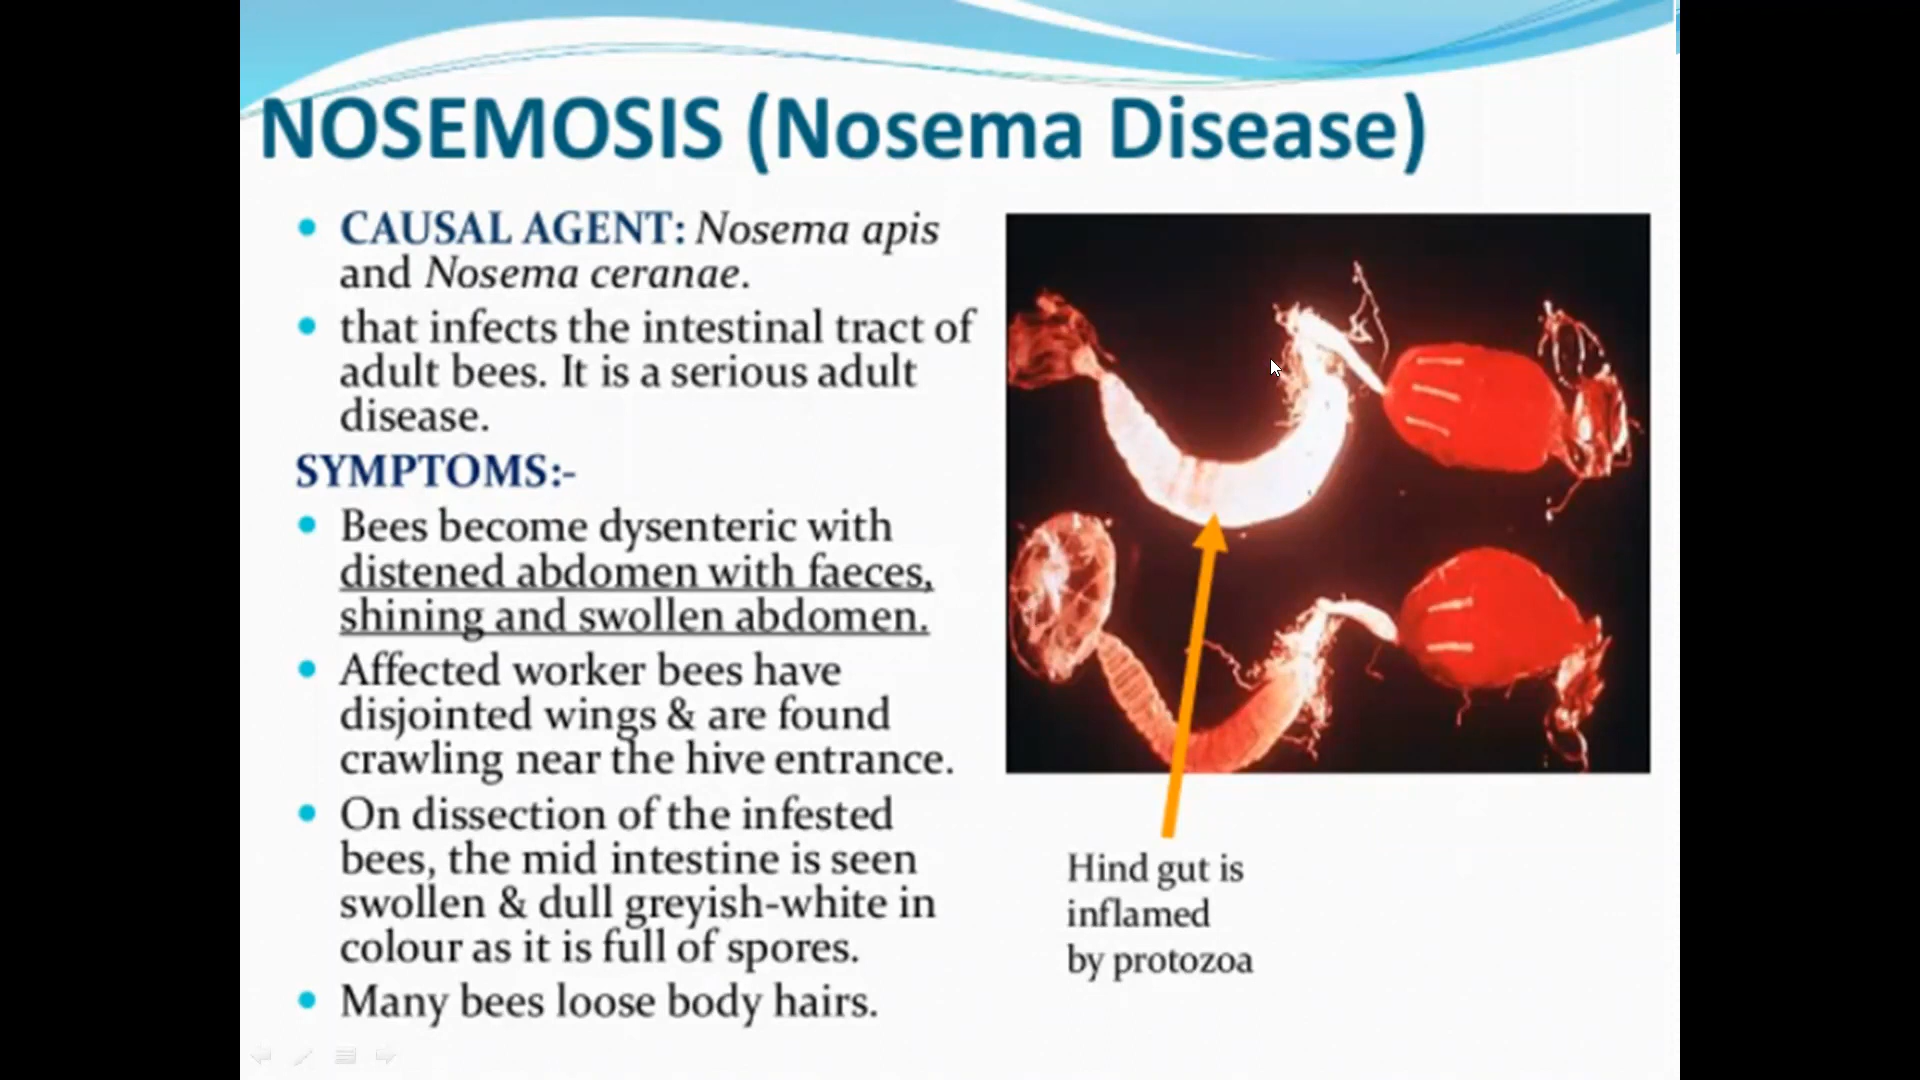 NOSEMOSIS (Nosema Disease)
• CAUSAL AGENT: Nosema apis
and Nosema ceranae.
• that infects the intestinal tract of
adult bees. It is a serious adult
disease.
SYMPTOMS:-
• Bees become dysenteric with
distened abdomen with faeces,
shining and swollen abdomen.
• Affected worker bees have
disjointed wings & are found
crawling near the hive entrance.
• On dissection of the infested
bees, the mid intestine is seen
swollen & dull greyish-white in
colour as it is full of spores.
• Many bees loose body hairs.
Hind gut is
inflamed
by protozoa